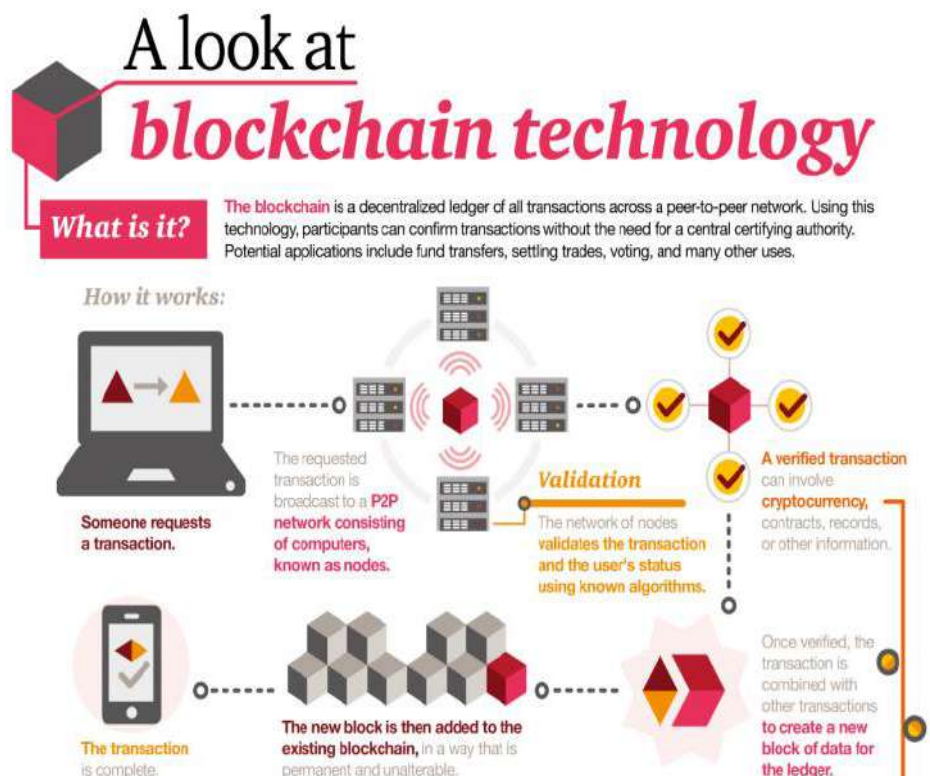 A look at
blockchain technology
What is it?
The blockchain is a decentralized ledger of all transactions across a peer-to-peer network. Using this
technology, participants can confirm transactions without the need for a central certifying authority.
Potential applications include fund transfers, settling trades, voting, and many other uses.
How it works:
Someone requests
a transaction.
The requested
transaction is
broadcast to a P2P
network consisting
of computers,
known as nodes.
Validation
The network of nodes
validates the transaction
and the user's status
using known algorithms.
A verified transaction
can involve
cryptocurrency,
contracts, records,
or other information.
Once verified, the
transaction is
combined with
other transactions
to create a new
block of data for
the ledger.
The new block is then added to the
existing blockchain, in a way that is
permanent and unalterable.
The transaction
is complete.